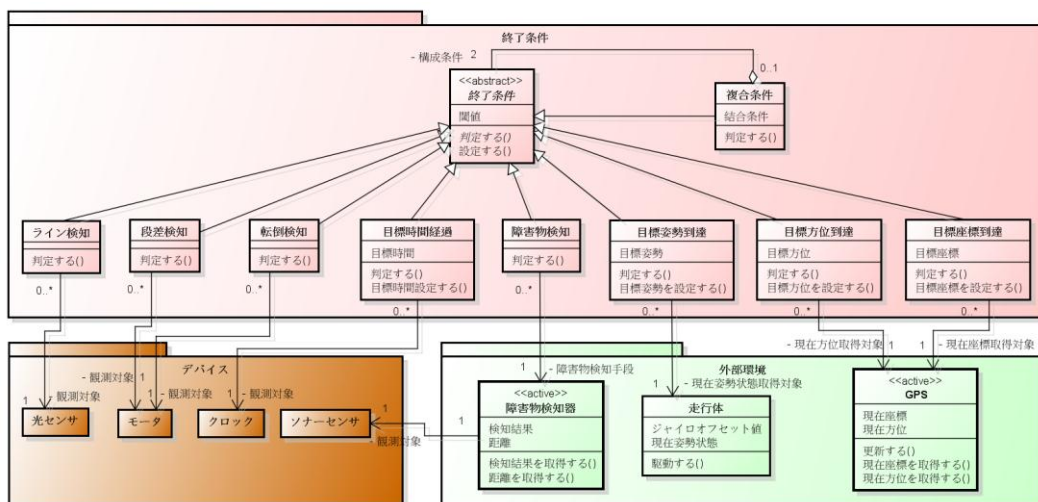 終了条件
- 構成条件
2
0..1
<<abstract>>
終了条件
閾値
判定する()
設定する()
複合条件
結合条件
判定する()
ライン検知
判定する()
0..*
段差検知
判定する()
0..*
転倒検知
判定する()
0..*
目標時間経過
目標時間
判定する()
目標時間設定する()
0..*
障害物検知
判定する()
0..*
目標姿勢到達
目標姿勢
判定する()
目標姿勢を設定する()
0..*
目標方位到達
目標方位
判定する()
目標方位を設定する()
0..*
目標座標到達
目標座標
判定する()
目標座標を設定する()
0..*
デバイス
- 観測対象
1
- 観測対象
1
- 観測対象
1
1
光センサ
モータ
クロック
ソナーセンサ
1
- 観測対象
1
外部環境
- 障害物検知手段
1
- 現在姿勢状態取得対象
1
- 現在方位取得対象
1
- 現在座標取得対象
1
<<active>>
障害物検知器
検知結果
距離
検知結果を取得する()
距離を取得する()
走行体
ジャイロオフセット値
現在姿勢状態
駆動する()
<<active>>
GPS
現在座標
現在方位
更新する()
現在座標を取得する()
現在方位を取得する()